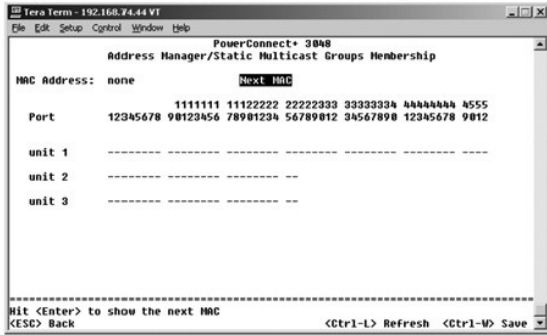 Tera Term - 192.168.74.44 VT
File Edit Setup Control Window Help
PowerConnect+ 3048
Address Manager/Static Multicast Groups Membership
MAC Address: none Next MAC
1111111 11122222 22222333 33333334 44444444 4555
Port 12345678 90123456 78901234 56789012 34567890 12345678 9012
unit 1 -------- -------- -------- -------- -------- -------- ----
unit 2 -------- -------- -------- --
unit 3 -------- -------- -------- --
Hit <Enter> to show the next MAC
<ESC> Back <Ctrl-L> Refresh <Ctrl-W> Save